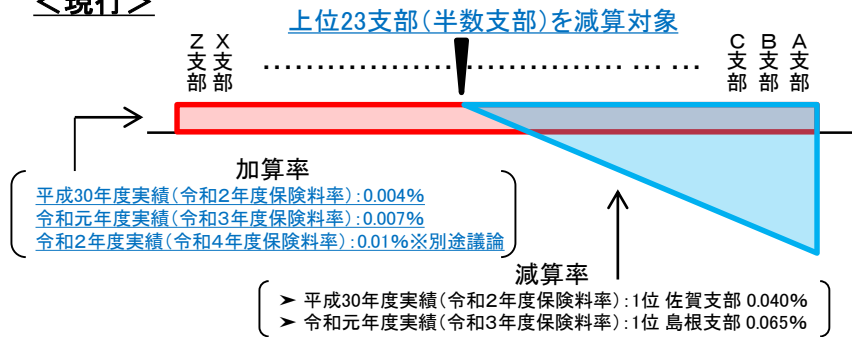 ＜現行＞
上位23支部(半数支部)を減算対象
Z支部
X支部
C支部
B支部
A支部
加算率
平成30年度実績(令和2年度保険料率):0.004%
令和元年度実績(令和3年度保険料率):0.007%
令和2年度実績(令和4年度保険料率):0.01%※別途議論
減算率
➤ 平成30年度実績(令和2年度保険料率):1位 佐賀支部 0.040%
➤ 令和元年度実績(令和3年度保険料率):1位 島根支部 0.065%